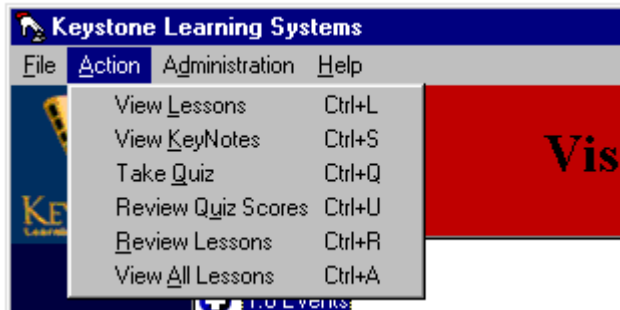 Keystone Learning Systems
File Action Administration Help
View Lessons Ctrl+L
View KeyNotes Ctrl+S
Take Quiz Ctrl+Q
Review Quiz Scores Ctrl+U
Review Lessons Ctrl+R
View All Lessons Ctrl+A
Vis
KE
1.0 Events